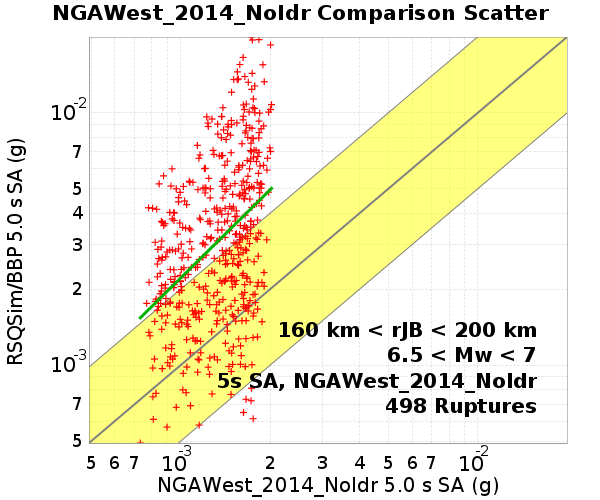 NGAWest_2014_NoIdr Comparison Scatter
RSQSim/BBP 5.0 s SA (g)
10-2
7
5
4
3
2
10-3
7
5
160 km < rJB < 200 km
6.5 < Mw < 7
5s SA, NGAWest_2014_NoIdr
498 Ruptures
5 6 7 10-3 2 3 4 5 6 7 10-2
NGAWest_2014_NoIdr 5.0 s SA (g)